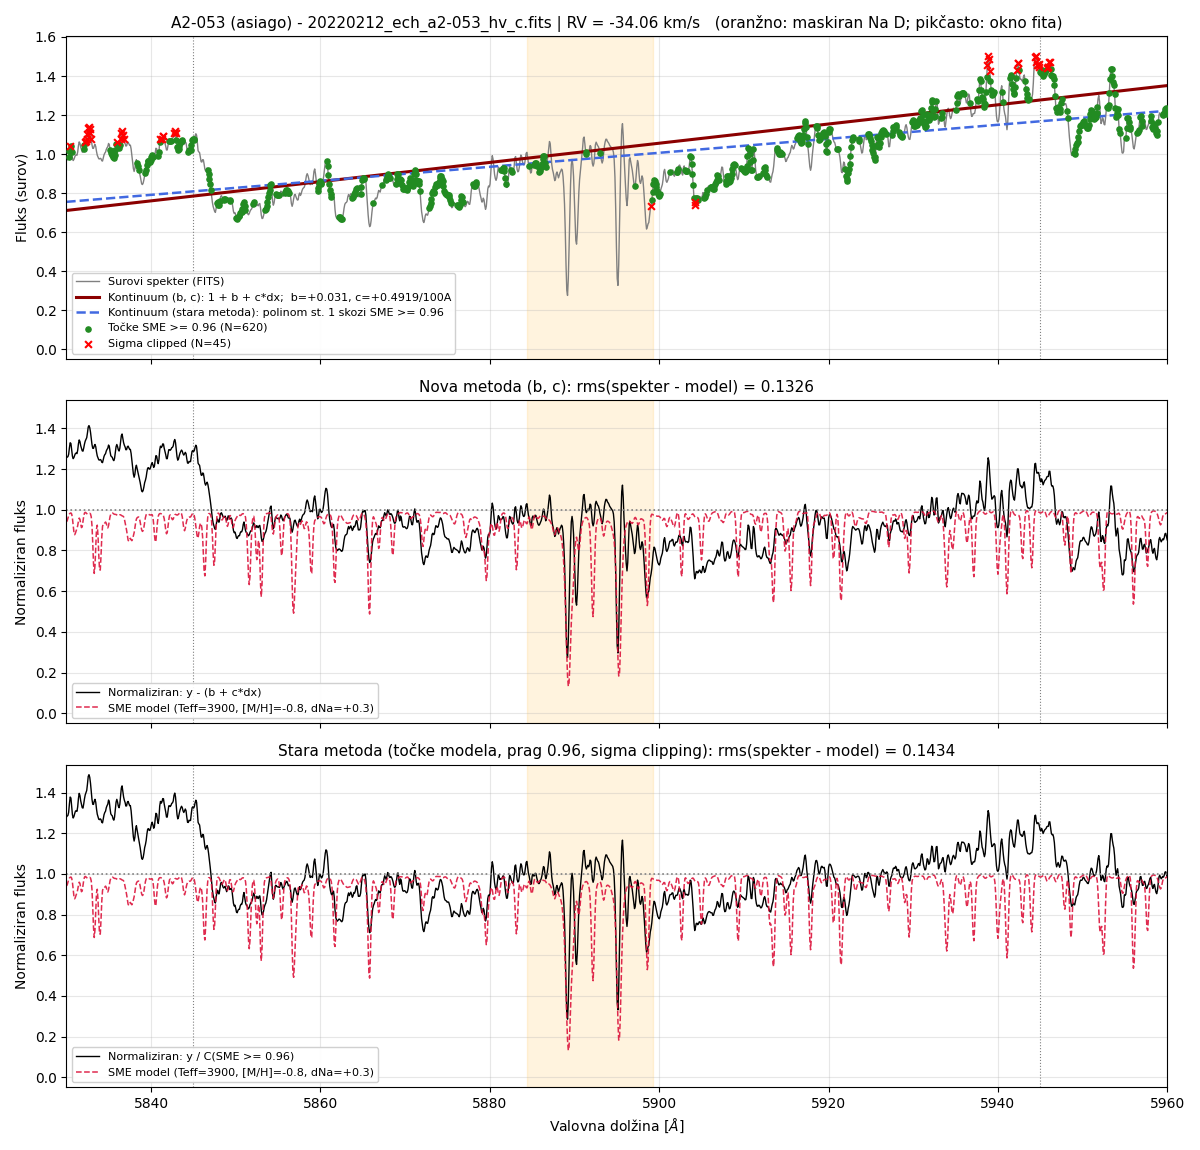 A2-053 (asiago) - 20220212_ech_a2-053_hv_c.fits | RV = -34.06 km/s   (oranžno: maskiran Na D; pikčasto: okno fita)
1.6
1.4
1.2
1.0
0.8
0.6
0.4
0.2
0.0
Fluks (surov)
Surovi spekter (FITS)
Kontinuum (b, c): 1 + b + c*dx;  b=+0.031, c=+0.4919/100A
Kontinuum (stara metoda): polinom st. 1 skozi SME >= 0.96
Točke SME >= 0.96 (N=620)
Sigma clipped (N=45)
Nova metoda (b, c): rms(spekter - model) = 0.1326
1.4
1.2
1.0
0.8
0.6
0.4
0.2
0.0
Normaliziran fluks
Normaliziran: y - (b + c*dx)
SME model (Teff=3900, [M/H]=-0.8, dNa=+0.3)
Stara metoda (točke modela, prag 0.96, sigma clipping): rms(spekter - model) = 0.1434
1.4
1.2
1.0
0.8
0.6
0.4
0.2
0.0
Normaliziran fluks
Normaliziran: y / C(SME >= 0.96)
SME model (Teff=3900, [M/H]=-0.8, dNa=+0.3)
5840 5860 5880 5900 5920 5940 5960
Valovna dolžina [Å]